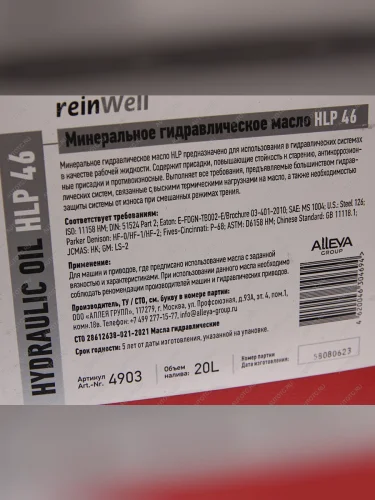 reinWell
Минеральное гидравлическое масло HLP 46
HYDRAULIC OIL HLP 46
Минеральное гидравлическое масло HLP предназначено для использования в гидравлических системах
в качестве рабочей жидкости. Содержит присадки, повышающие стойкость к старению, антикоррозион-
ные присадки и противоизносные. Выполняет все требования, предъявляемые большинством гидрав-
лических систем, связанные с высокими термическими нагрузками на масло, а также необходимостью
защиты системы от износа при смешанных режимах трения.
Соответствует требованиям:
ISO: 11158 HM; DIN: 51524 Part 2; Eaton: E-FDGN-TB002-E/Brochure 03-401-2010; SAE: MS 1004; U.S. Steel: 126;
Parker Denison: HF-0/HF-1/HF-2; Fives-Cincinnati: P-68; ASTM: D6158 HM; Chinese Standard: GB 11118.1;
JCMAS: HK; GM: LS-2
Применение:
Для машин и приводов, где предписано использование масла с заданной
вязкостью и характеристиками. При использовании данного масла необходимо
соблюдать рекомендации производителей машин и гидравлических приводов.
ALLEVA
GROUP
Производитель, ТУ / СТО, см. букву в номере партии:
ООО «АЛЛЕВА ГРУПП», 117279, г. Москва, ул. Профсоюзная, д.93А, эт. 4, пом.1,
ком.18в. Телефон: +7 499 277-15-77, info@alleva-group.ru
СТО 28612638-021-2021 Масла гидравлические
Срок годности: 5 лет от даты изготовления, указанной на упаковке.
Артикул
Art.-Nr. 4903
Объем
налива: 20L
Номер партии
Дата изготовления: